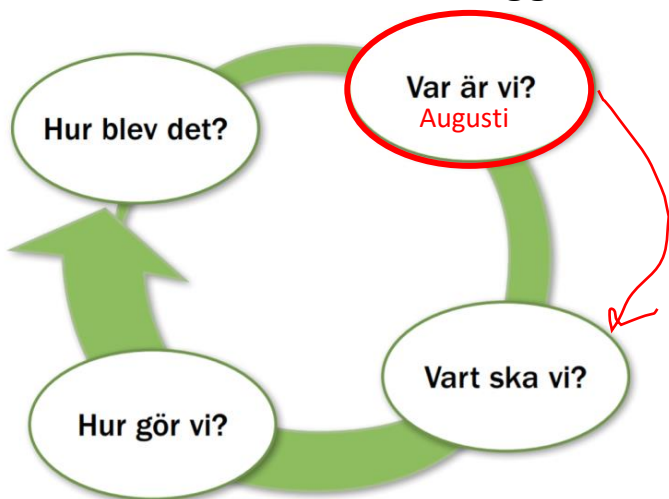 Var är vi?
Augusti
Hur blev det?
Vart ska vi?
Hur gör vi?